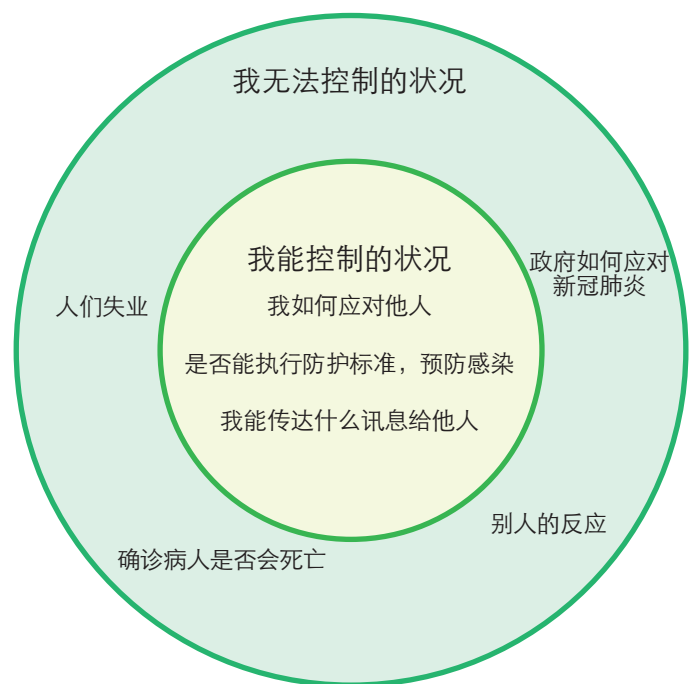 我无法控制的状况
我能控制的状况
我如何应对他人
是否能执行防护标准，预防感染
我能传达什么讯息给他人
人们失业
政府如何应对
新冠肺炎
别人的反应
确诊病人是否会死亡